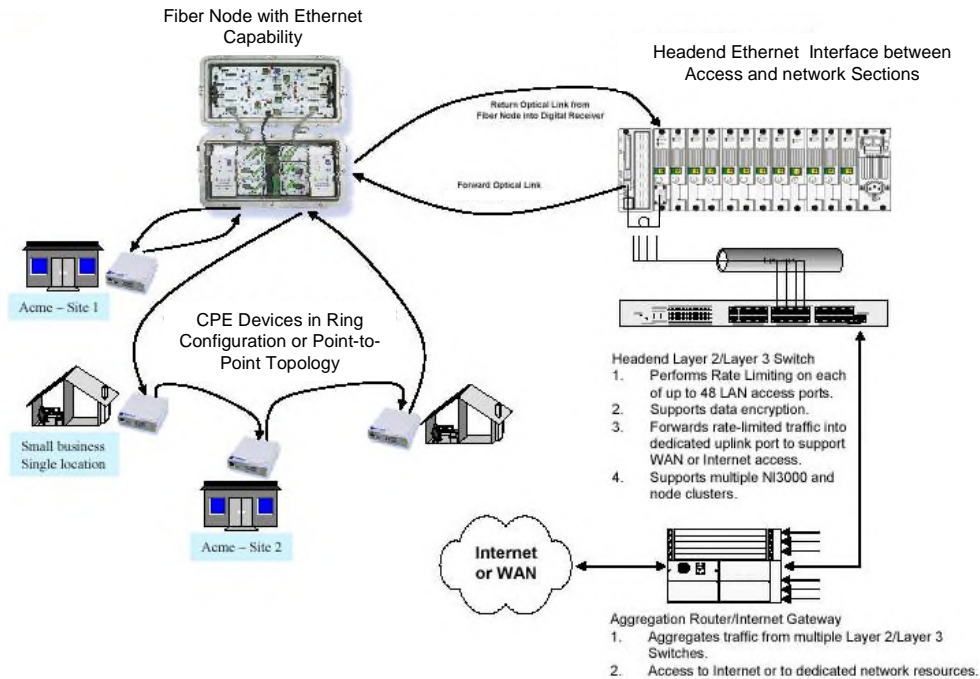 Fiber Node with Ethernet
Capability
Headend Ethernet  Interface between
Access and network Sections
Return Optical Link from
Fiber Node into Digital Receiver
Forward Optical Link
Acme – Site 1
CPE Devices in Ring
Configuration or Point-to-
Point Topology
Small business
Single location
Acme – Site 2
Headend Layer 2/Layer 3 Switch
1. Performs Rate Limiting on each
of up to 48 LAN access ports.
2. Supports data encryption.
3. Forwards rate-limited traffic into
dedicated uplink port to support
WAN or Internet access.
4. Supports multiple NI3000 and
node clusters.
Internet
or WAN
Aggregation Router/Internet Gateway
1. Aggregates traffic from multiple Layer 2/Layer 3
Switches.
2. Access to Internet or to dedicated network resources.